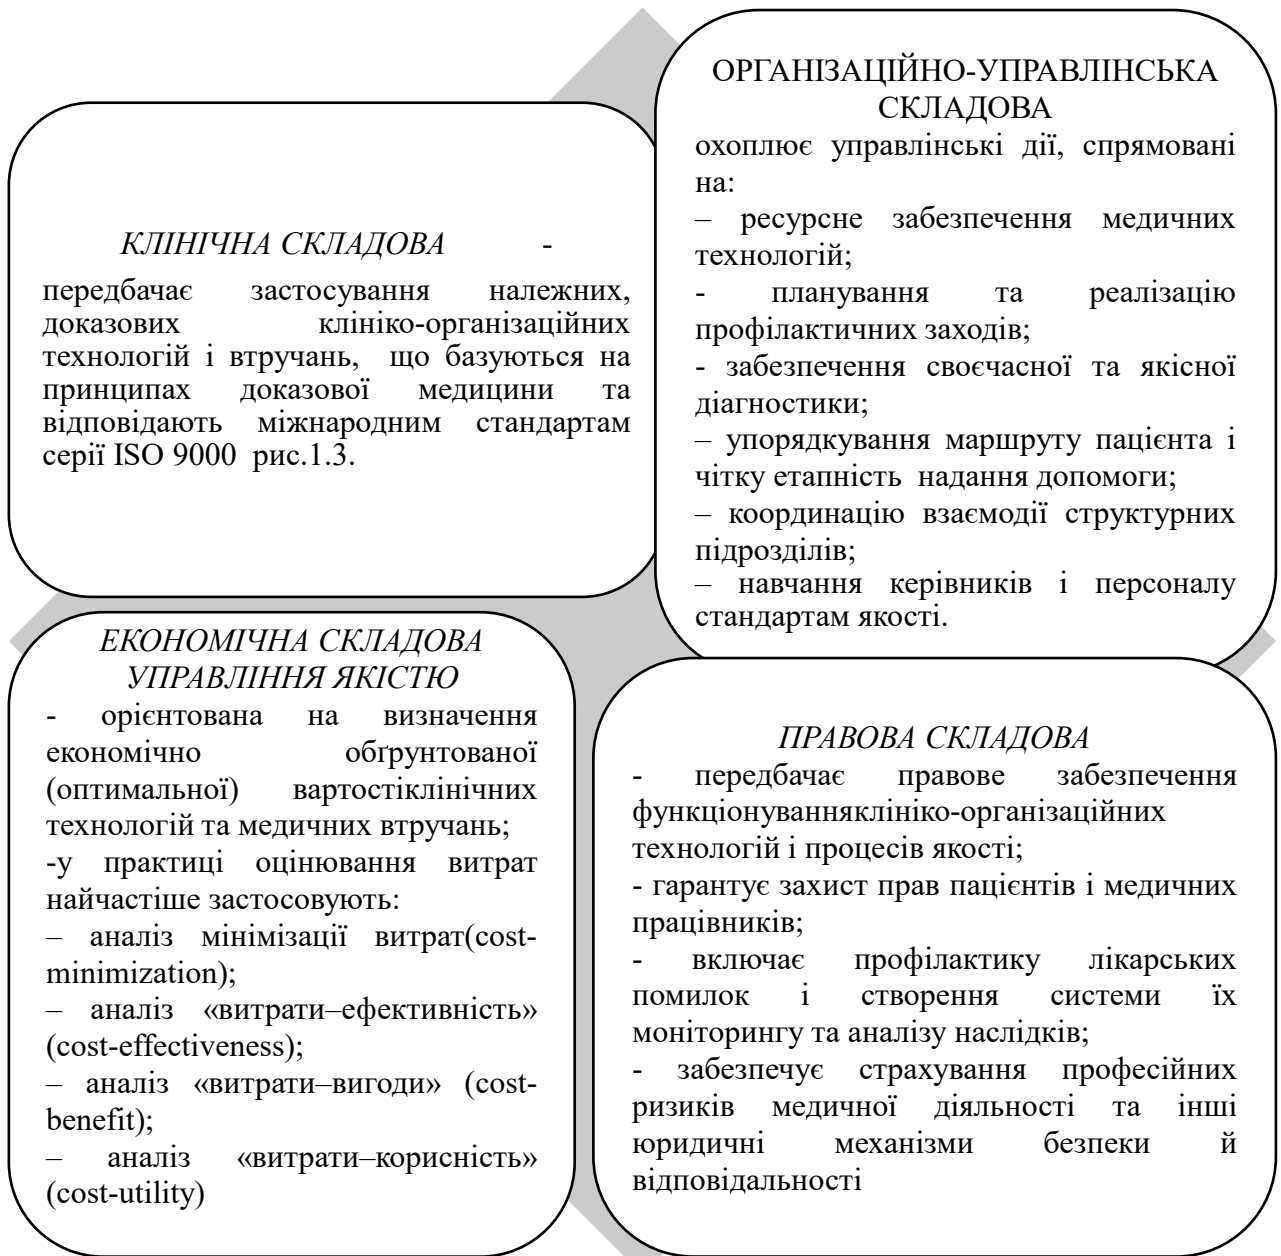 КЛІНІЧНА СКЛАДОВА -
передбачає застосування належних,
доказових клініко-організаційних
технологій і втручань, що базуються на
принципах доказової медицини та
відповідають міжнародним стандартам
серії ISO 9000 рис.1.3.
ОРГАНІЗАЦІЙНО-УПРАВЛІНСЬКА
СКЛАДОВА
охоплює управлінські дії, спрямовані
на:
– ресурсне забезпечення медичних
технологій;
- планування та реалізацію
профілактичних заходів;
- забезпечення своєчасної та якісної
діагностики;
– упорядкування маршруту пацієнта і
чітку етапність надання допомоги;
– координацію взаємодії структурних
підрозділів;
– навчання керівників і персоналу
стандартам якості.
ЕКОНОМІЧНА СКЛАДОВА
УПРАВЛІННЯ ЯКІСТЮ
- орієнтована на визначення
економічно обґрунтованої
(оптимальної) вартостіклінічних
технологій та медичних втручань;
-у практиці оцінювання витрат
найчастіше застосовують:
– аналіз мінімізації витрат(cost-
minimization);
– аналіз «витрати–ефективність»
(cost-effectiveness);
– аналіз «витрати–вигоди» (cost-
benefit);
– аналіз «витрати–корисність»
(cost-utility)
ПРАВОВА СКЛАДОВА
- передбачає правове забезпечення
функціонуванняклініко-організаційних
технологій і процесів якості;
- гарантує захист прав пацієнтів і медичних
працівників;
- включає профілактику лікарських
помилок і створення системи їх
моніторингу та аналізу наслідків;
- забезпечує страхування професійних
ризиків медичної діяльності та інші
юридичні механізми безпеки й
відповідальності